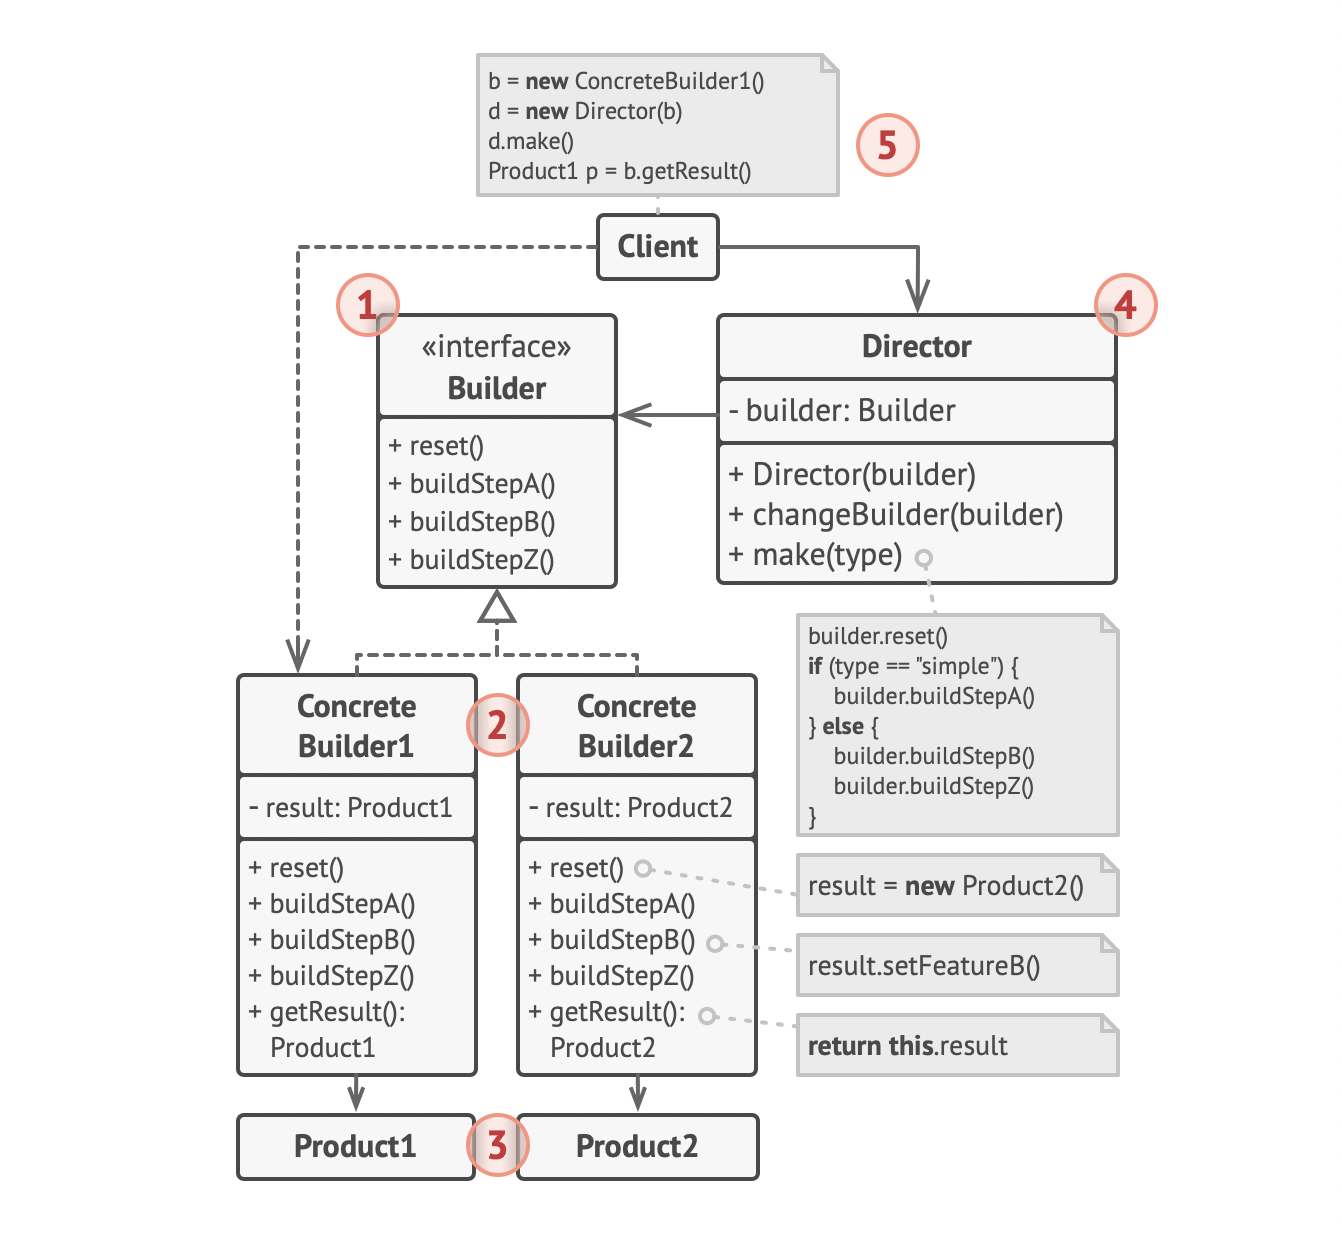 b = new ConcreteBuilder1()
d = new Director(b)
d.make()
Product1 p = b.getResult()
5
Client
1
«interface»
Builder
+ reset()
+ buildStepA()
+ buildStepB()
+ buildStepZ()
4
Director
- builder: Builder
+ Director(builder)
+ changeBuilder(builder)
+ make(type)
builder.reset()
if (type == "simple") {
builder.buildStepA()
} else {
builder.buildStepB()
builder.buildStepZ()
}
Concrete
Builder1
- result: Product1
+ reset()
+ buildStepA()
+ buildStepB()
+ buildStepZ()
+ getResult():
Product1
2
Concrete
Builder2
- result: Product2
+ reset()
+ buildStepA()
+ buildStepB()
+ buildStepZ()
+ getResult():
Product2
result = new Product2()
result.setFeatureB()
return this.result
Product1
3
Product2